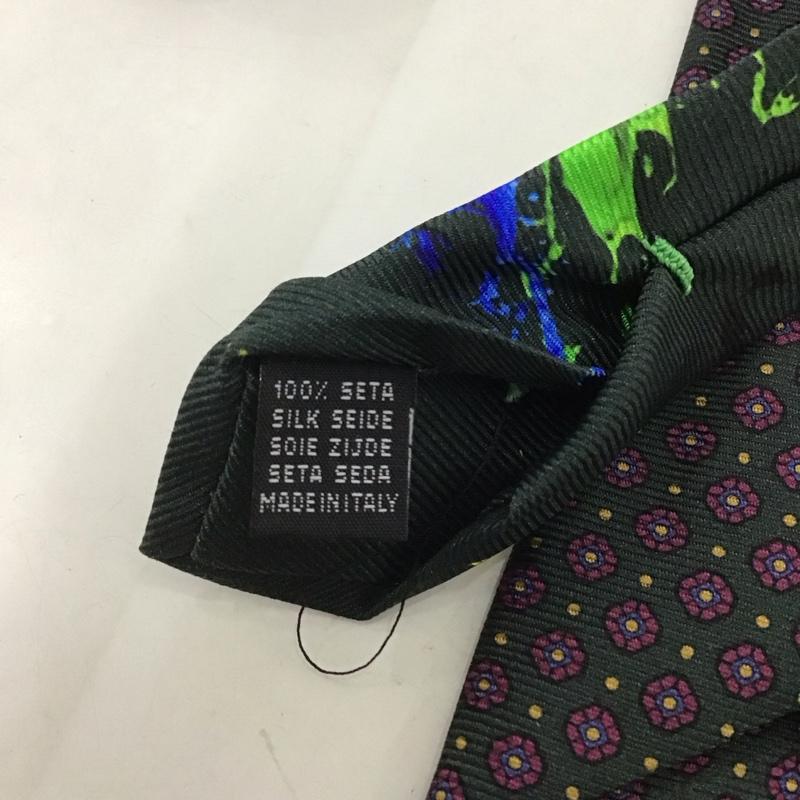 100% SETA
SILK SEIDE
SOIE ZIJDE
SETA SEDA
MADE IN ITALY